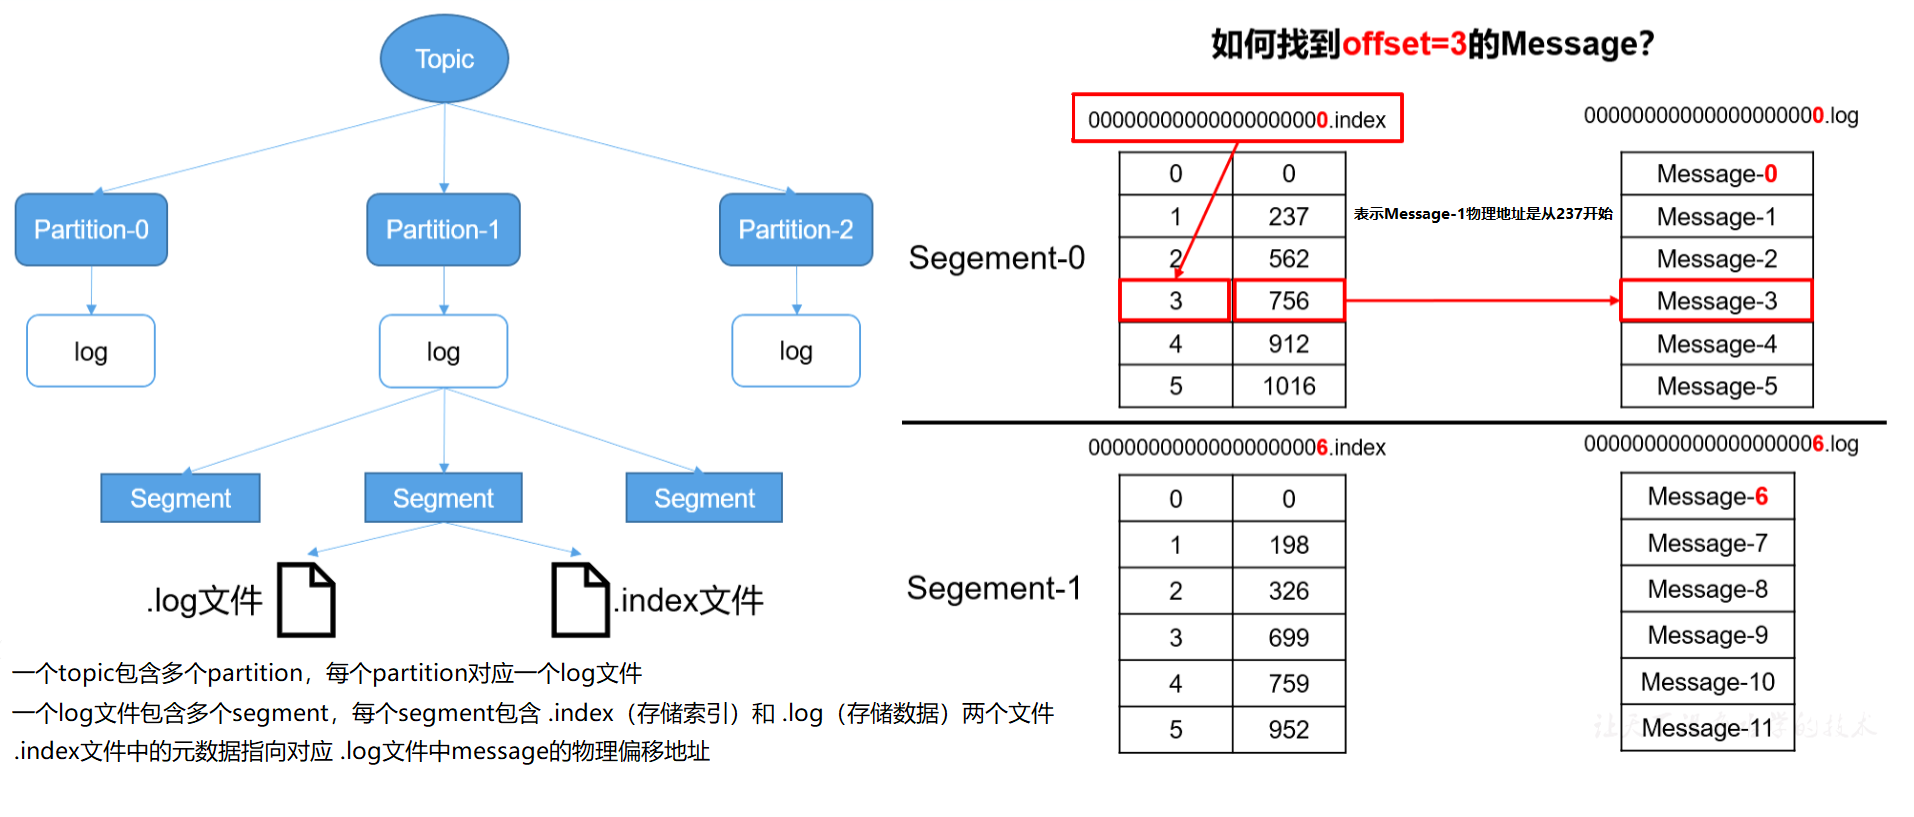 Topic
Partition-0
Partition-1
Partition-2
log
log
log
Segment
Segment
Segment
.log文件
.index文件
一个topic包含多个partition，每个partition对应一个log文件
一个log文件包含多个segment，每个segment包含 .index（存储索引）和 .log（存储数据）两个文件
.index文件中的元数据指向对应 .log文件中message的物理偏移地址
如何找到offset=3的Message？
00000000000000000000.index
00000000000000000000.log
Segement-0
0 0
1 237
2 562
3 756
4 912
5 1016
表示Message-1物理地址是从237开始
Message-0
Message-1
Message-2
Message-3
Message-4
Message-5
00000000000000000006.index
00000000000000000006.log
Segement-1
0 0
1 198
2 326
3 699
4 759
5 952
Message-6
Message-7
Message-8
Message-9
Message-10
Message-11